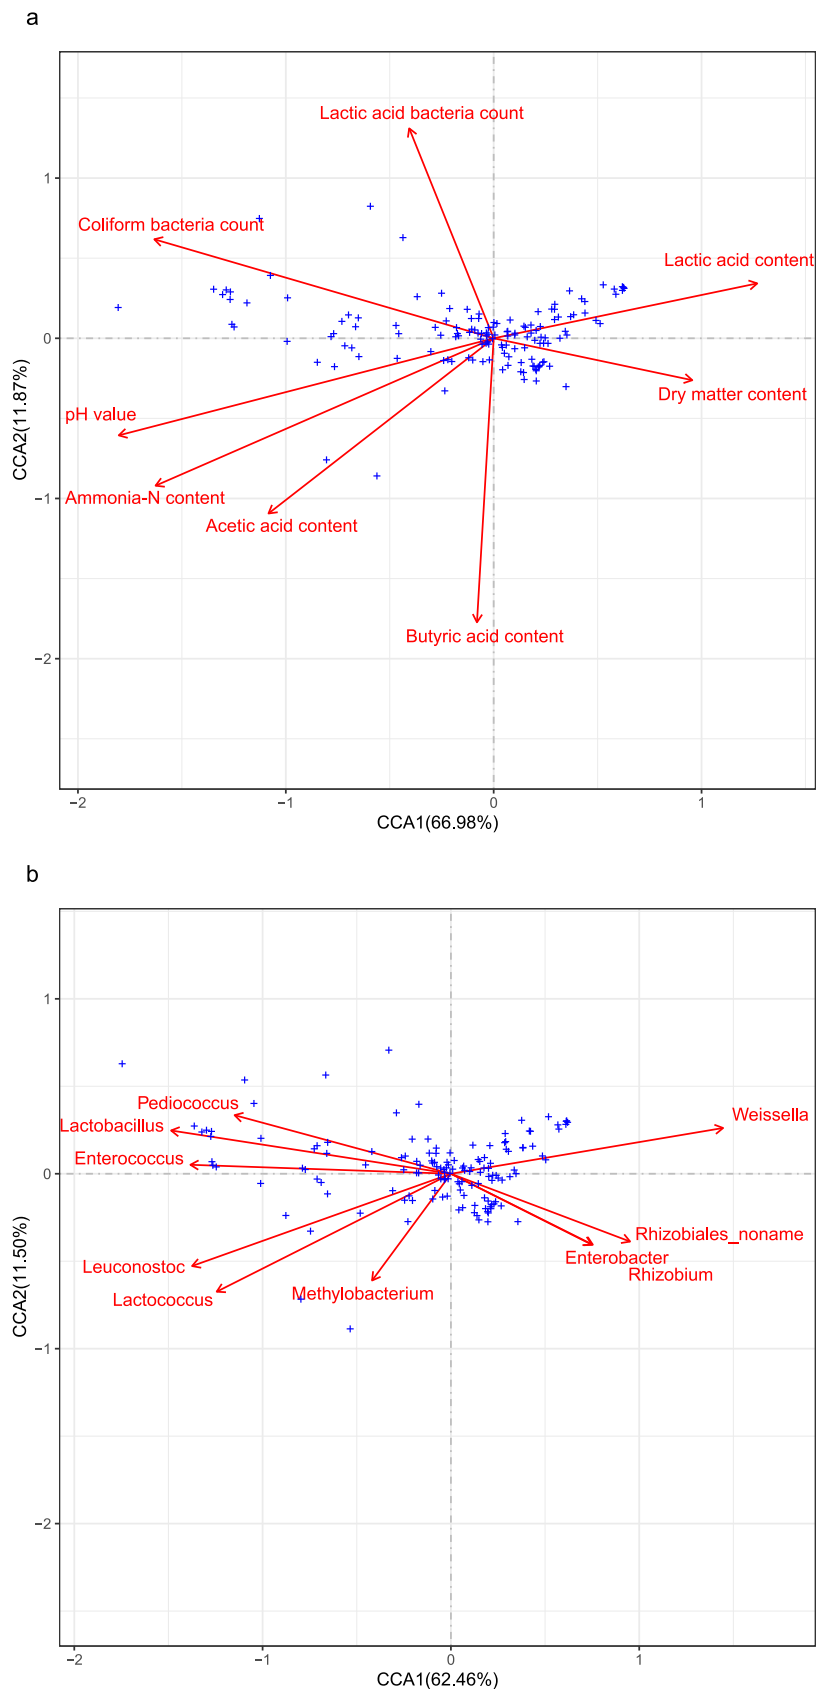 a
Lactic acid bacteria count
Coliform bacteria count
Lactic acid content
Dry matter content
pH value
Ammonia-N content
Acetic acid content
Butyric acid content
1
0
−1
−2
CCA2(11.87%)
−2
−1
0
1
CCA1(66.98%)
b
Pediococcus
Lactobacillus
Weissella
Enterococcus
Rhizobiales_noname
Enterobacter
Leuconostoc
Rhizobium
Methylobacterium
Lactococcus
1
0
−1
−2
CCA2(11.50%)
−2
−1
0
1
CCA1(62.46%)